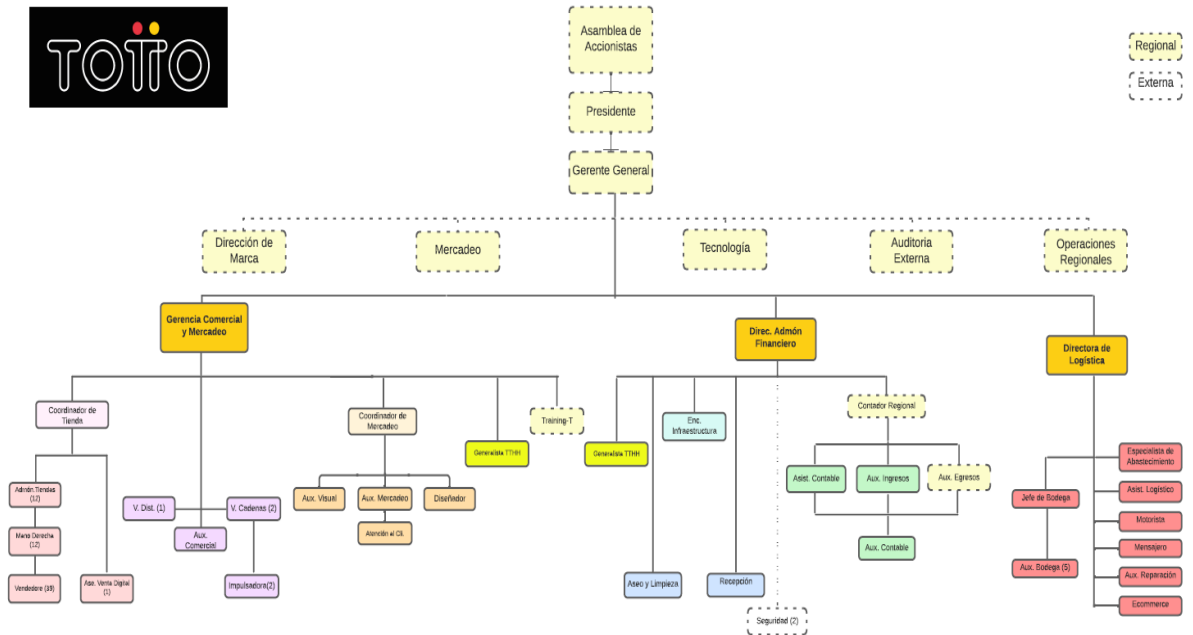 TOTTO
Asamblea de
Accionistas
Regional
Externa
Presidente
Gerente General
Dirección de
Marca
Mercadeo
Tecnología
Auditoria
Externa
Operaciones
Regionales
Gerencia Comercial
y Mercadeo
Direc. Admón
Financiero
Directora de
Logística
Coordinador de
Tienda
Coordinador de
Mercadeo
Generalista TTHH
Training-T
Generalista TTHH
Enc.
Infraestructura
Contador Regional
Admón Tiendas
(12)
Mano Derecha
(12)
Vendedore (39)
Ase. Venta Digital
(1)
V. Dist. (1)
V. Cadenas (2)
Aux.
Comercial
Impulsadora(2)
Aux. Visual
Aux. Mercadeo
Diseñador
Atención al Cli.
Aseo y Limpieza
Recepción
Seguridad (2)
Asist. Contable
Aux. Ingresos
Aux. Egresos
Aux. Contable
Jefe de Bodega
Aux. Bodega (5)
Especialista de
Abastecimiento
Asist. Logístico
Motorista
Mensajero
Aux. Reparación
Ecommerce